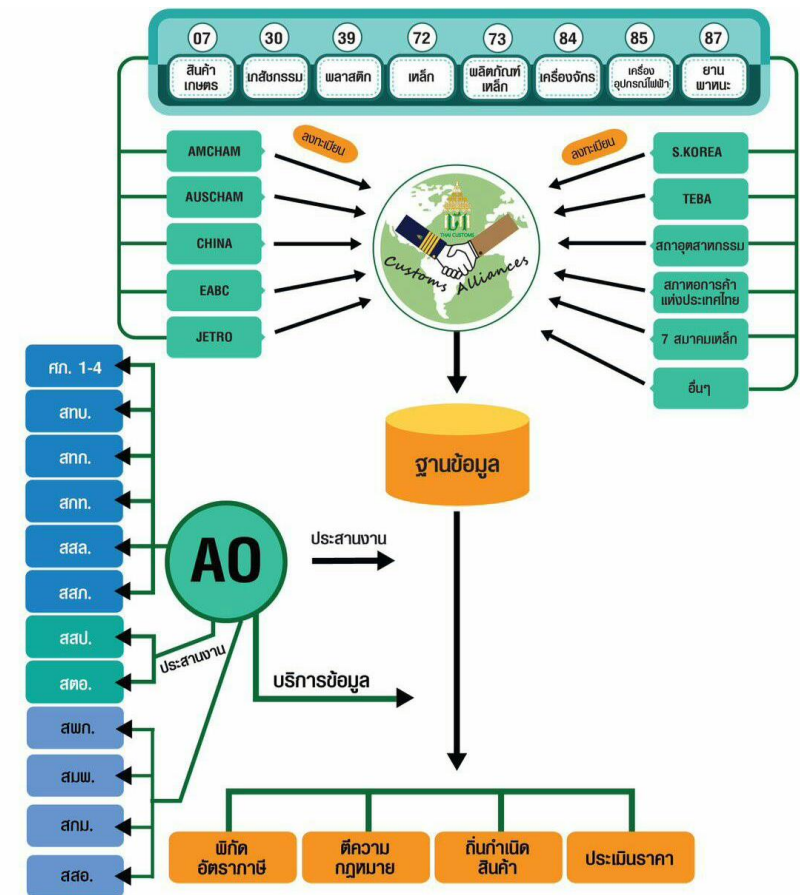 07 30 39 72 73 84 85 87
สินค้า
เกษตร
เภสัชกรรม
พลาสติก
เหล็ก
ผลิตภัณฑ์
เหล็ก
เครื่องจักร
เครื่อง
อุปกรณ์ไฟฟ้า
ยาน
พาหนะ
ลงทะเบียน
ลงทะเบียน
AMCHAM
AUSCHAM
CHINA
EABC
JETRO
THAI CUSTOMS
Customs Alliances
S.KOREA
TEBA
สภาอุตสาหกรรม
สภาหอการค้า
แห่งประเทศไทย
7 สมาคมเหล็ก
อื่นๆ
ฐานข้อมูล
ศภ. 1-4
สทบ.
สทก.
สกท.
สสล.
สสภ.
สสป.
สตอ.
สพก.
สมพ.
สกม.
สสอ.
AO
ประสานงาน
ประสานงาน
บริการข้อมูล
พิกัด
อัตราภาษี
ตีความ
กฎหมาย
ถิ่นกำเนิด
สินค้า
ประเมินราคา